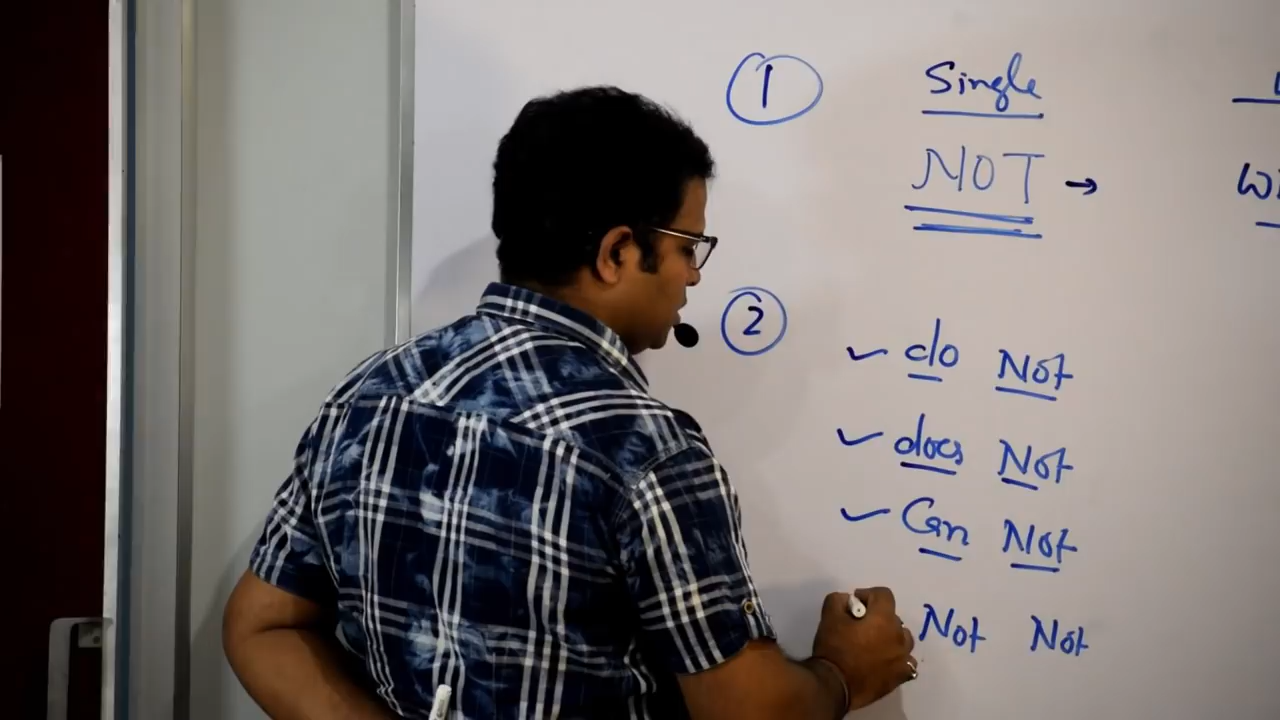 1 Single
NOT →
2 ✓ do Not
✓ does Not
✓ Can Not
Not Not